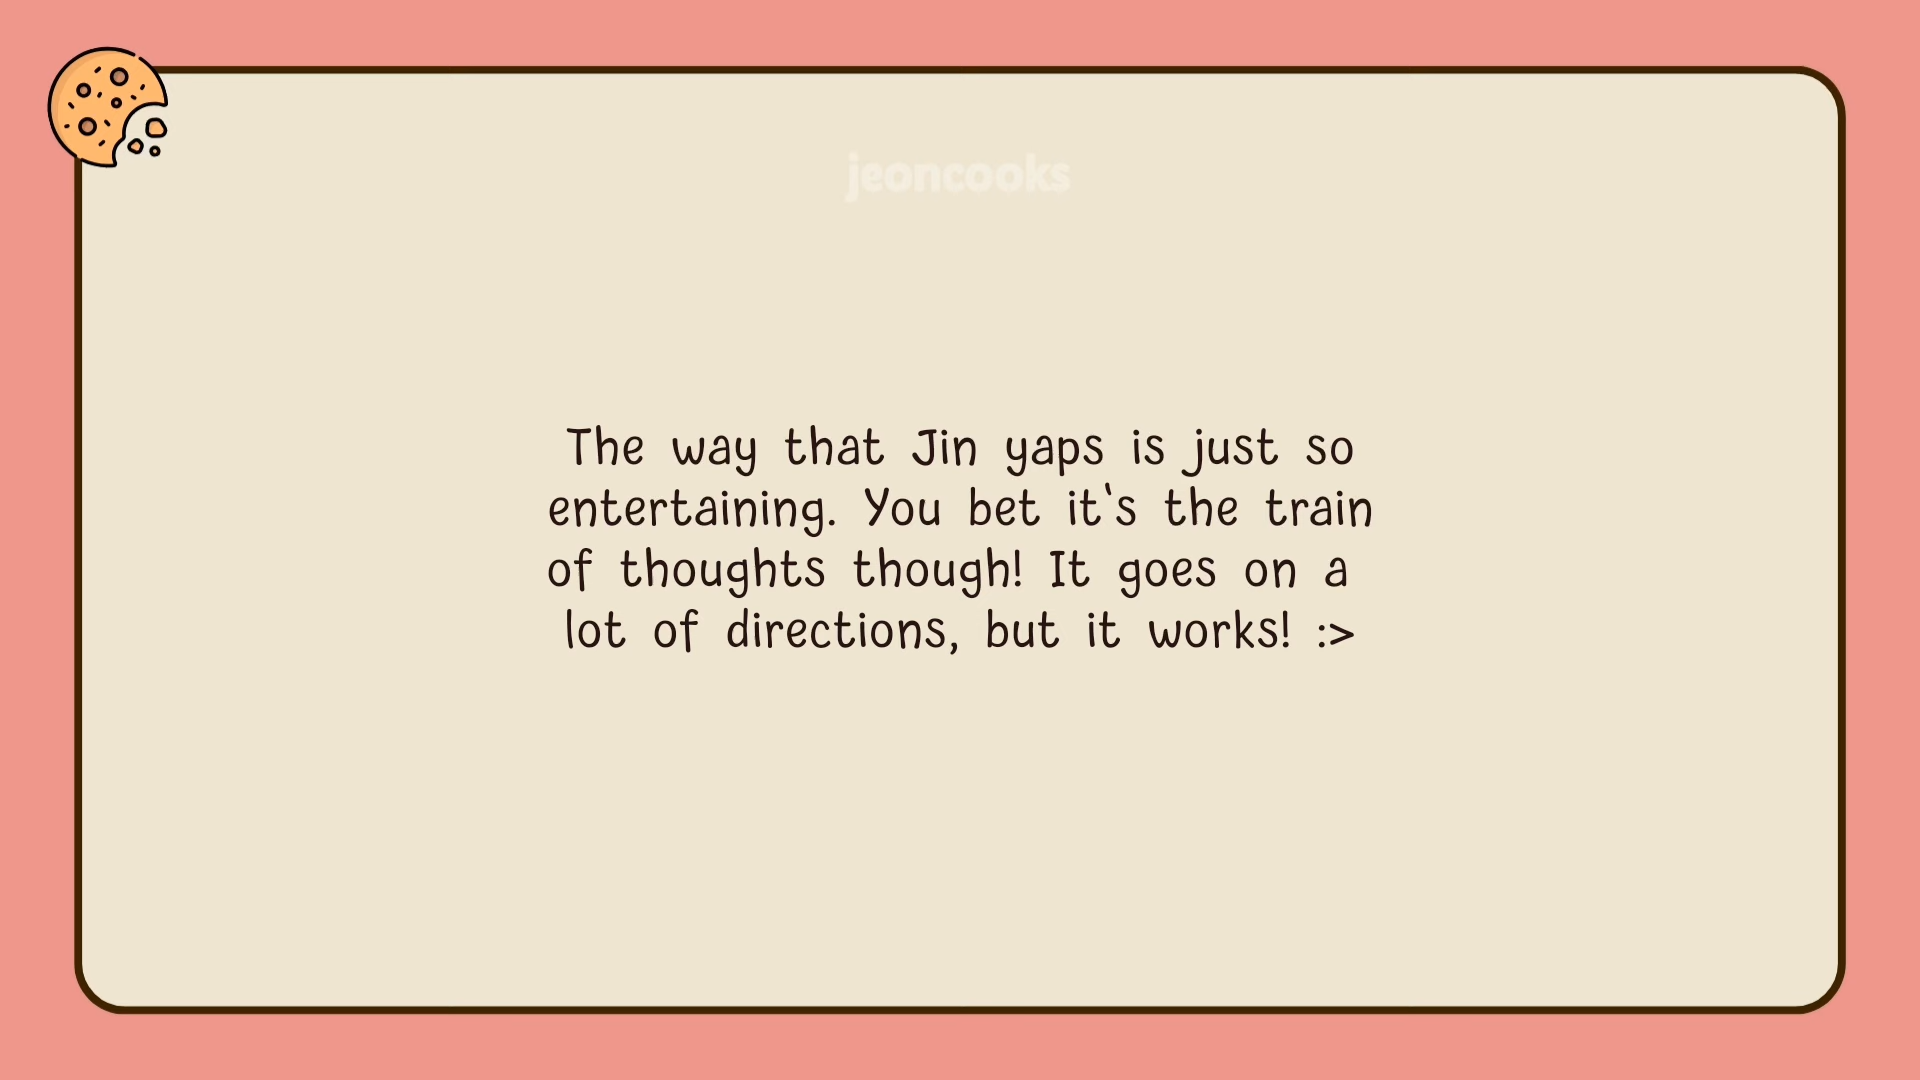 jeoncooks
The way that Jin yaps is just so
entertaining. You bet it's the train
of thoughts though! It goes on a
lot of directions, but it works! :>